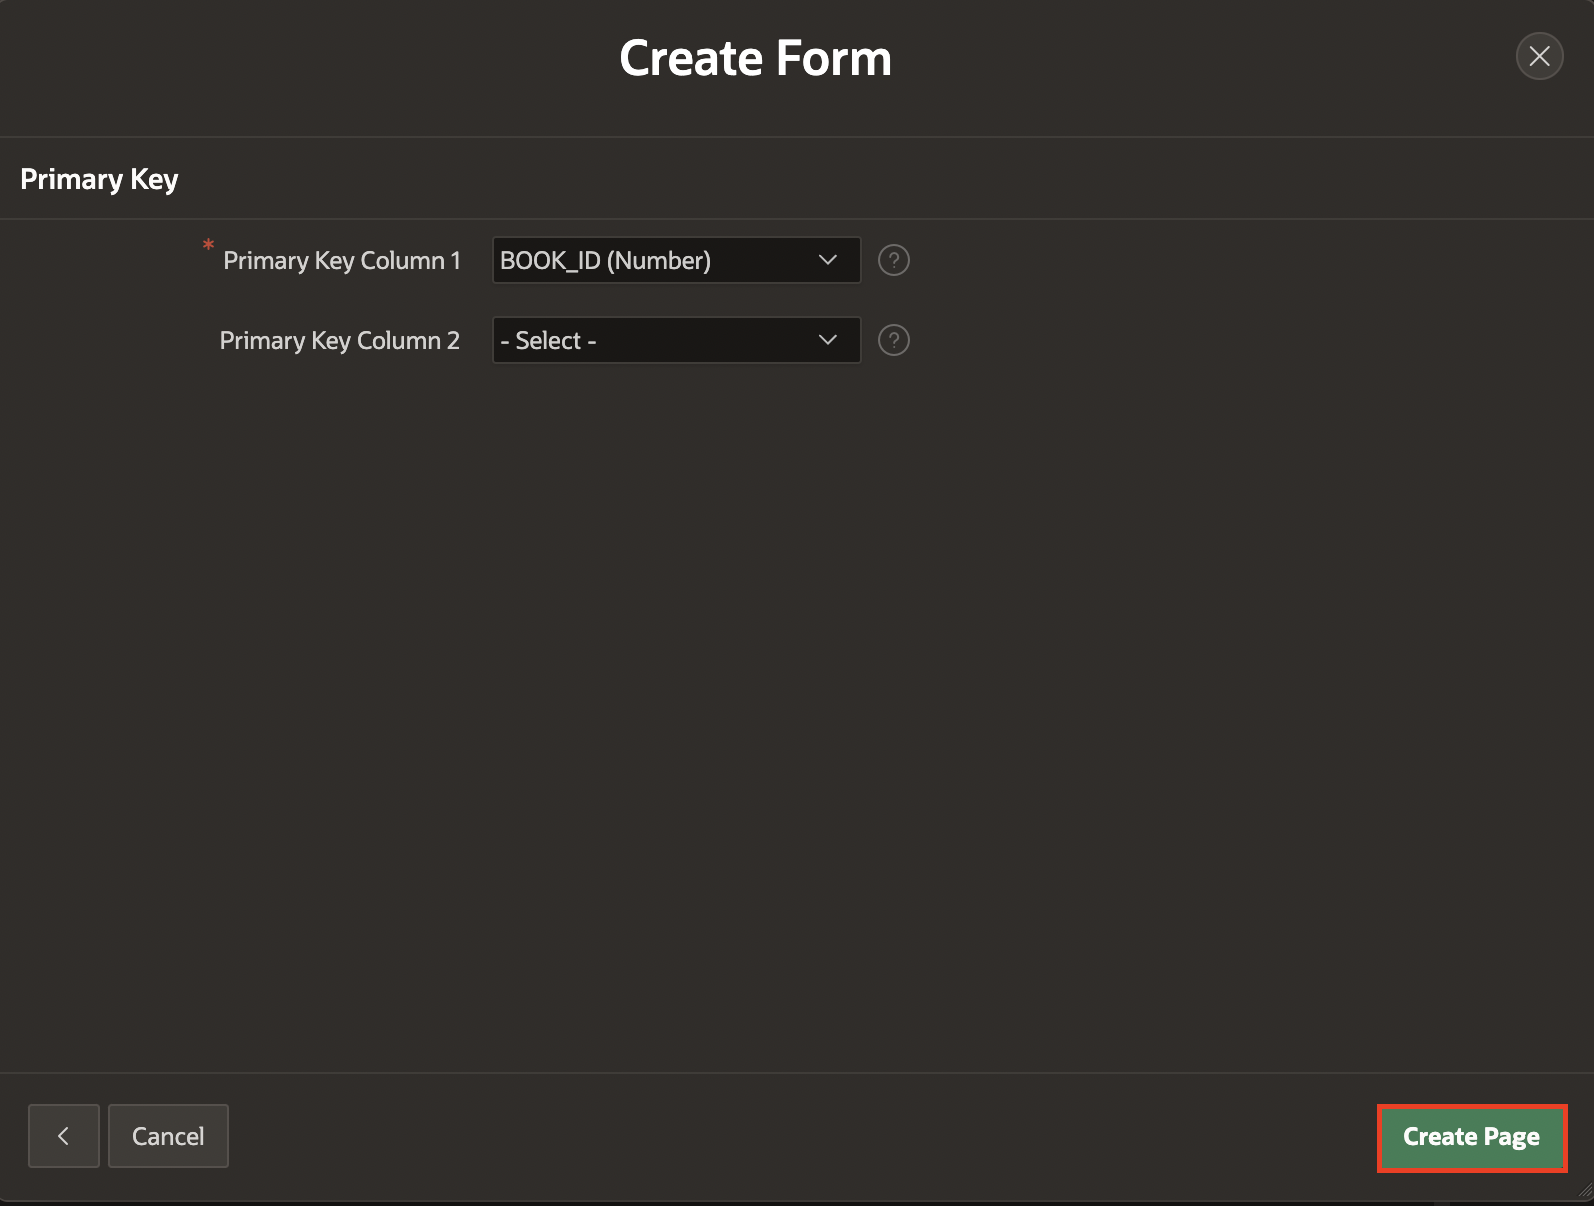 Create Form
Primary Key
* Primary Key Column 1 BOOK_ID (Number) ?
Primary Key Column 2 - Select - ?
Cancel Create Page